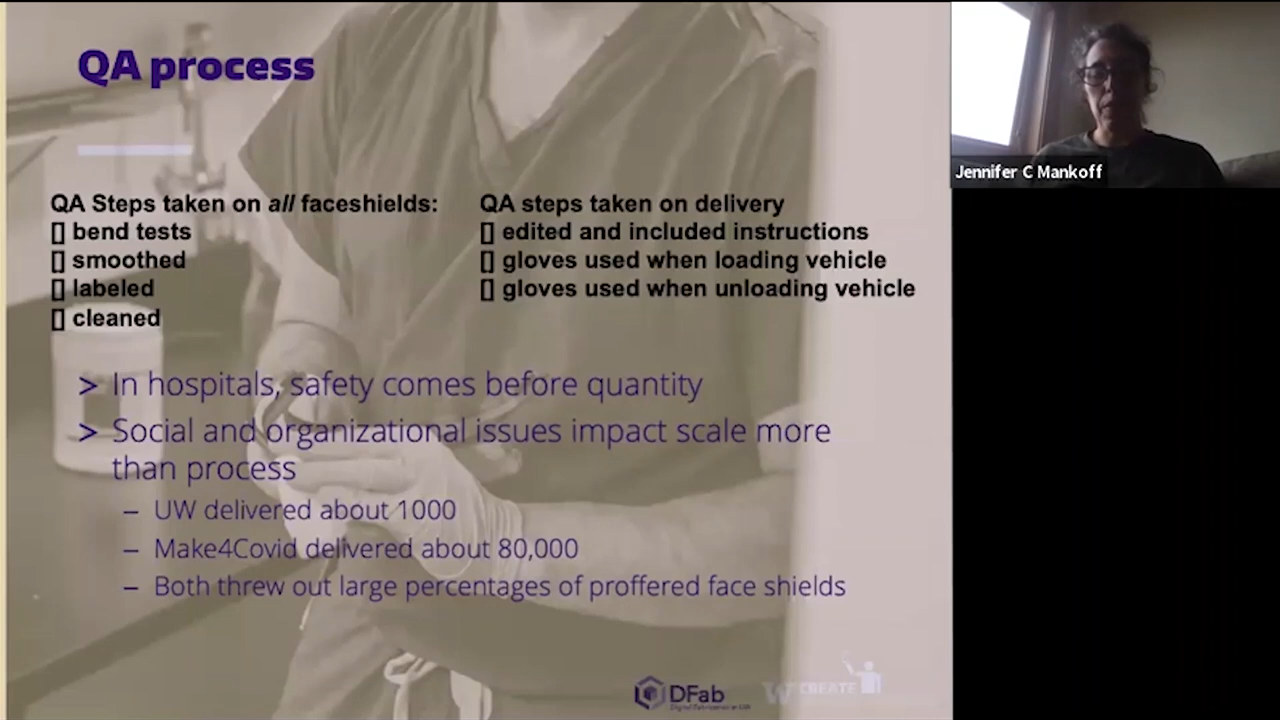 QA process
QA Steps taken on all faceshields:
[] bend tests
[] smoothed
[] labeled
[] cleaned
QA steps taken on delivery
[] edited and included instructions
[] gloves used when loading vehicle
[] gloves used when unloading vehicle
> In hospitals, safety comes before quantity
> Social and organizational issues impact scale more
than process
– UW delivered about 1000
– Make4Covid delivered about 80,000
– Both threw out large percentages of proffered face shields
DFab
W CREATE
Jennifer C Mankoff